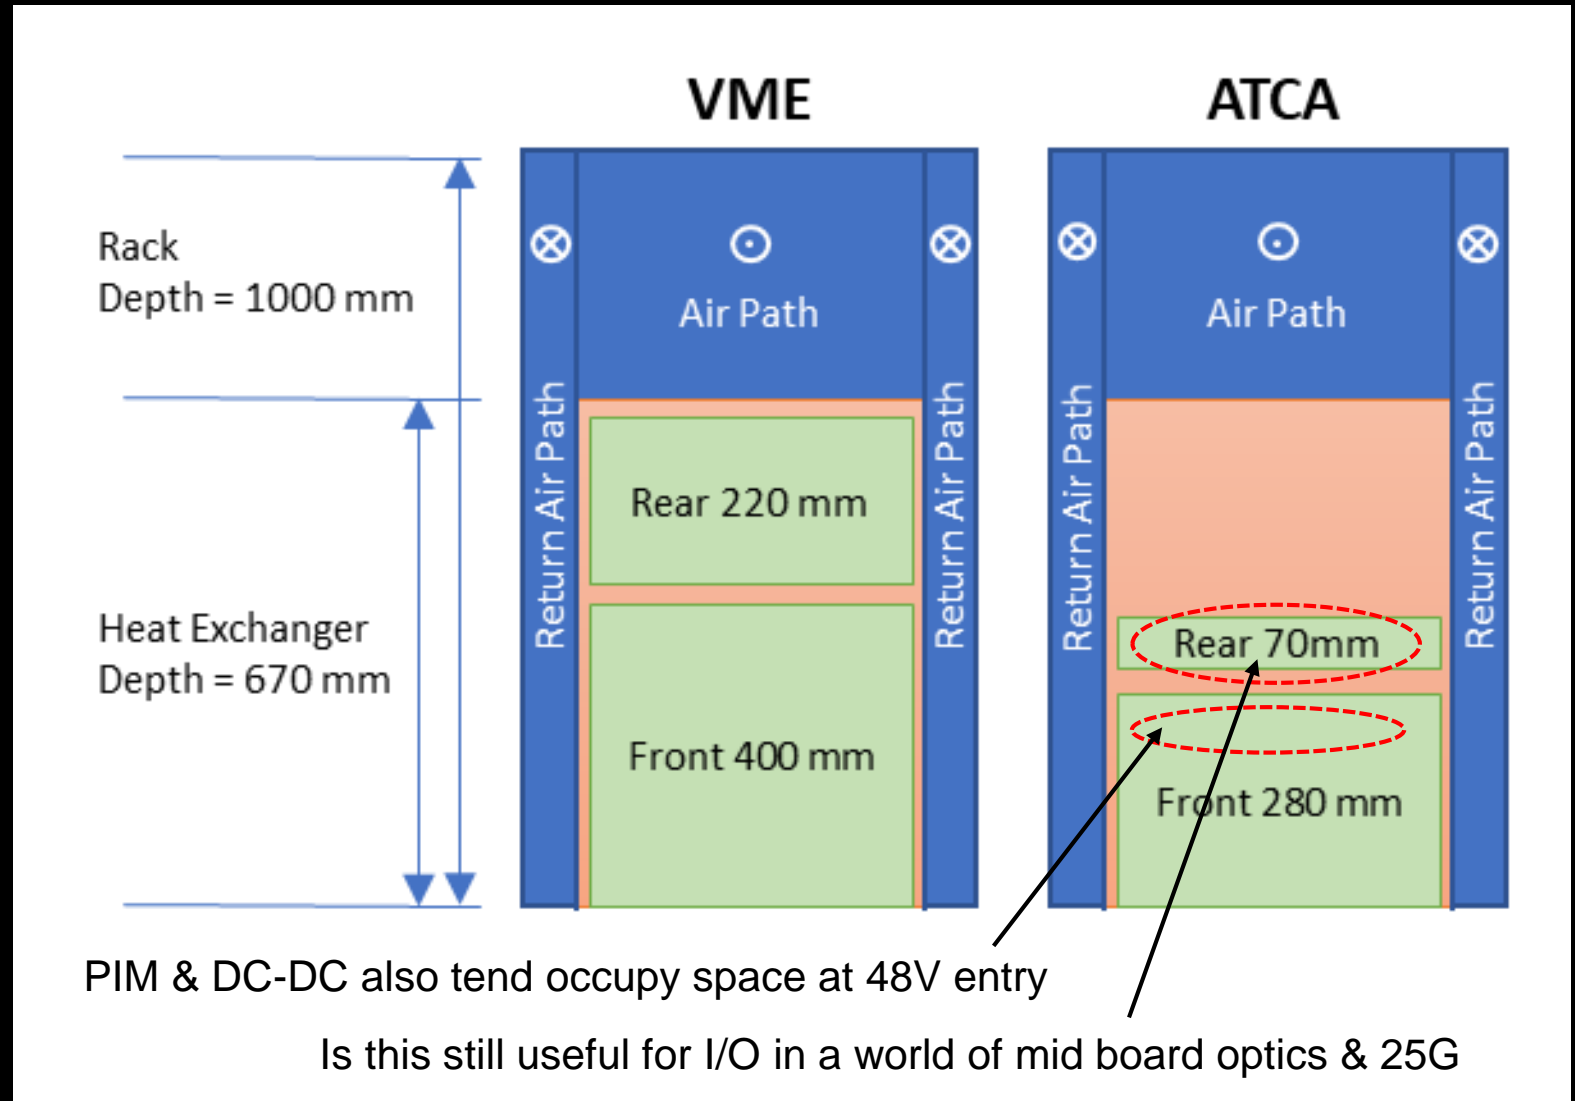 VME
ATCA
Rack
Depth = 1000 mm
Air Path
Air Path
Return Air Path
Return Air Path
Return Air Path
Return Air Path
Rear 220 mm
Heat Exchanger
Depth = 670 mm
Rear 70mm
Front 400 mm
Front 280 mm
PIM & DC-DC also tend occupy space at 48V entry
Is this still useful for I/O in a world of mid board optics & 25G